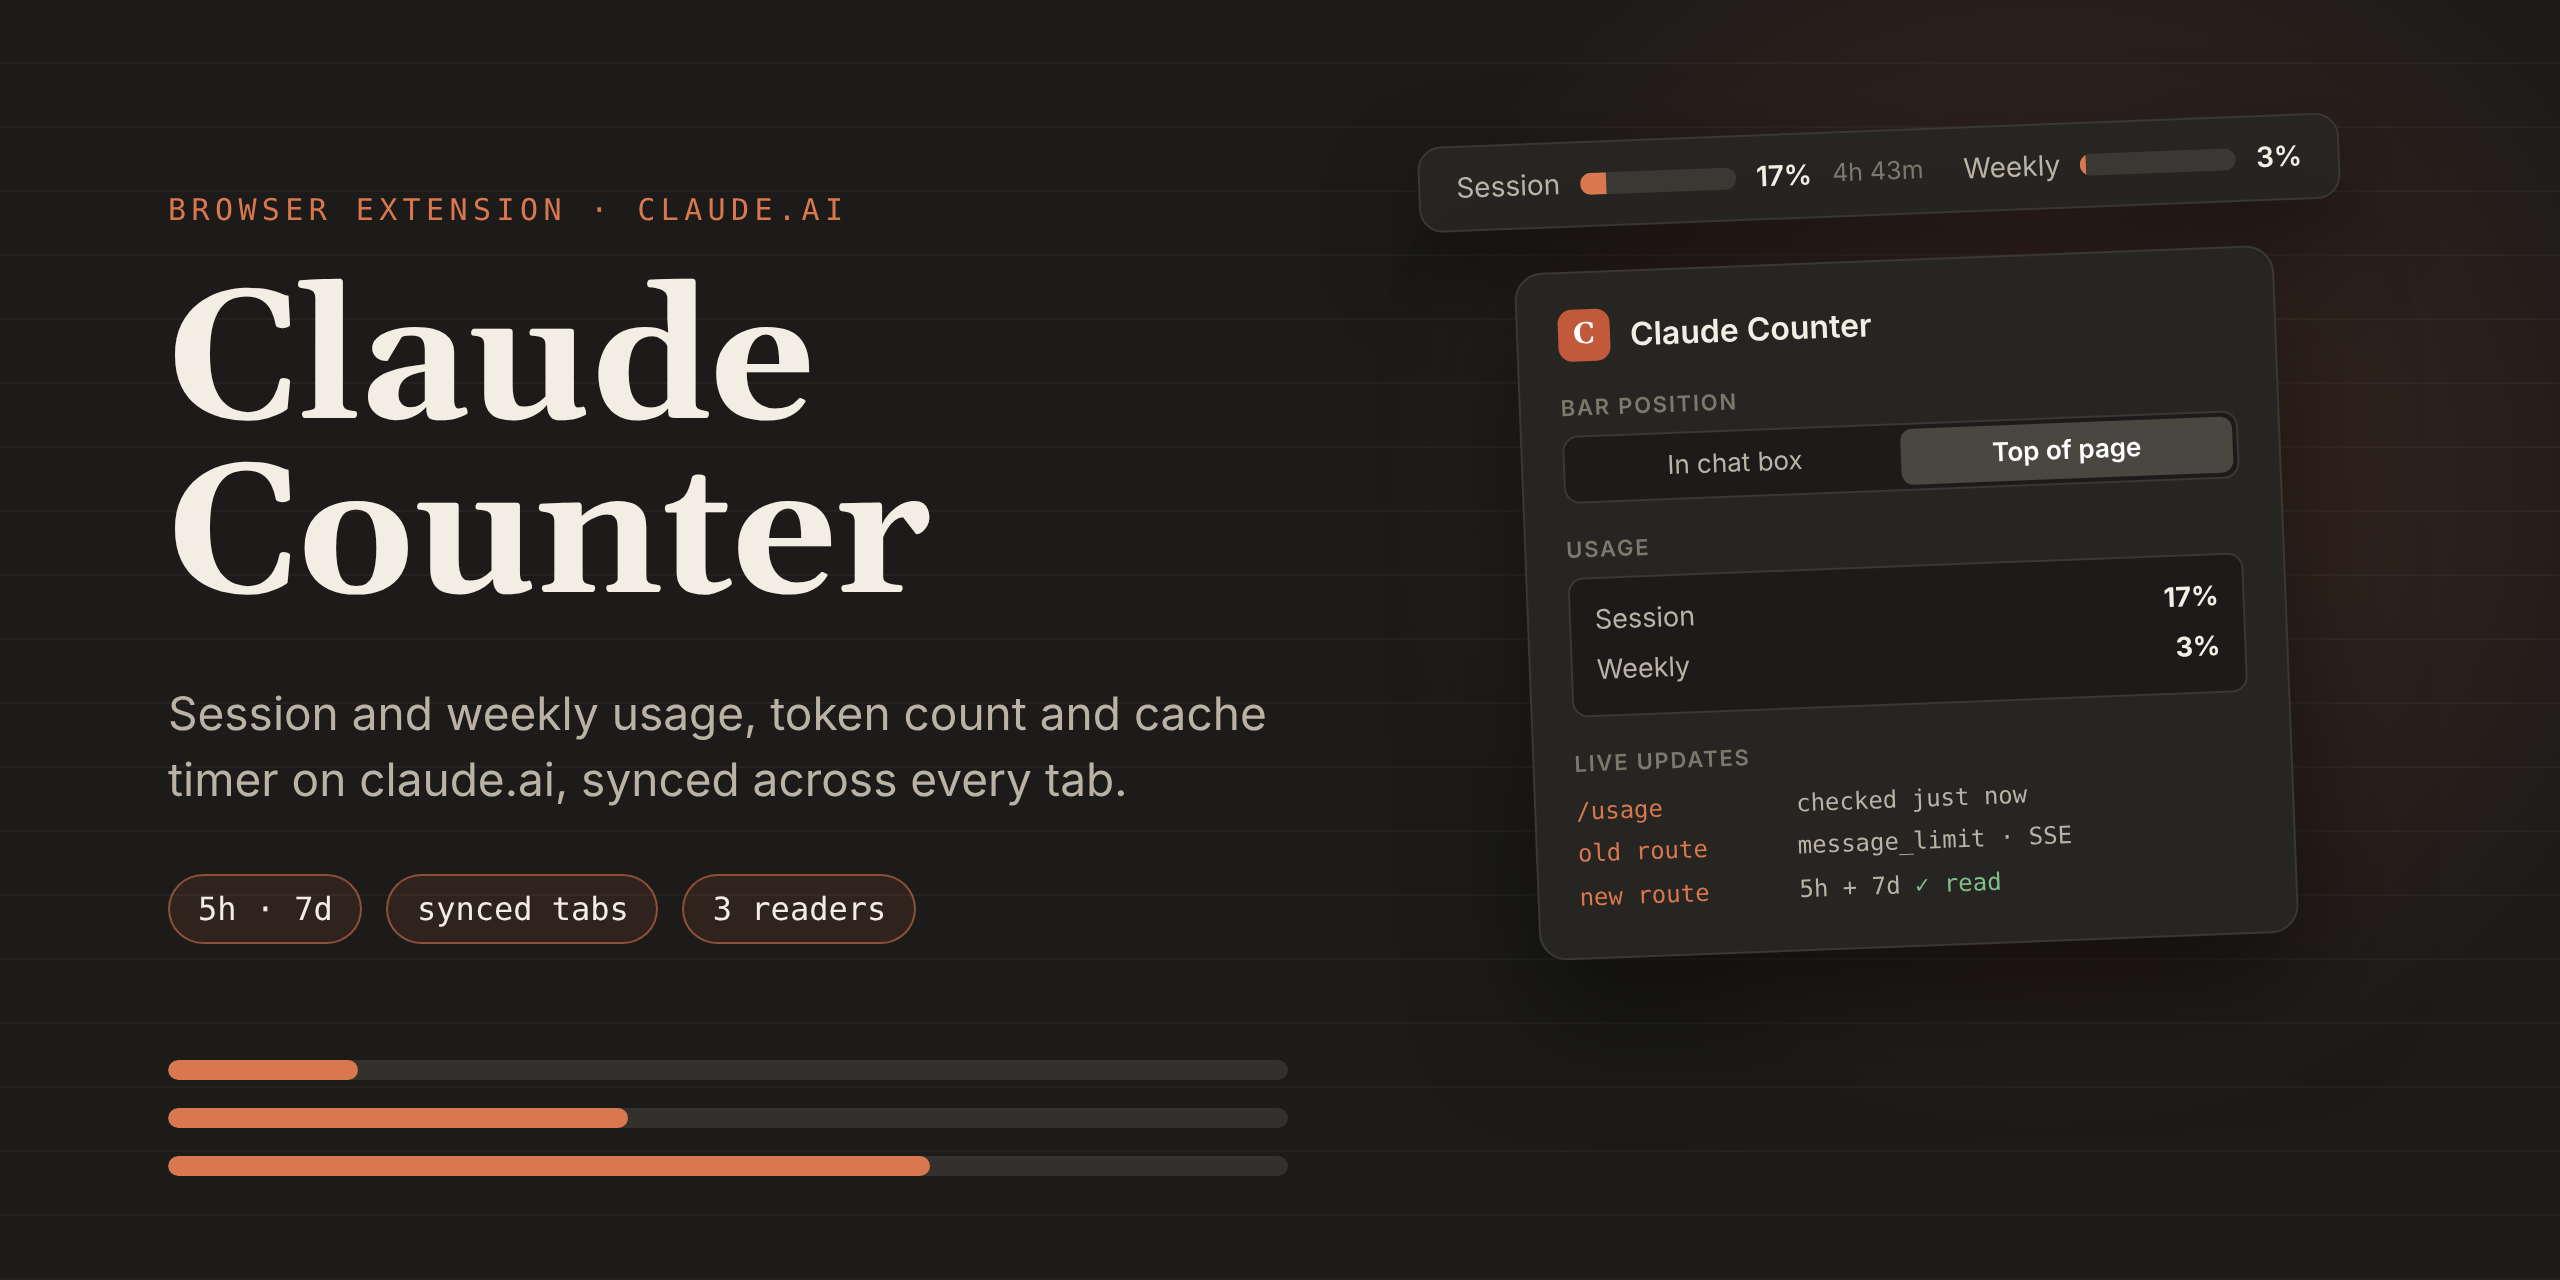 BROWSER EXTENSION · CLAUDE.AI
Claude
Counter
Session and weekly usage, token count and cache
timer on claude.ai, synced across every tab.
5h · 7d synced tabs 3 readers
Session 17% 4h 43m Weekly 3%
C Claude Counter
BAR POSITION
In chat box Top of page
USAGE
Session 17%
Weekly 3%
LIVE UPDATES
/usage checked just now
old route message_limit · SSE
new route 5h + 7d ✓ read